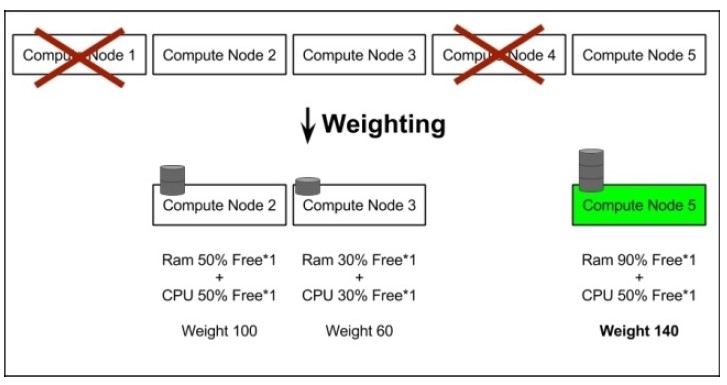 Compute Node 1 Compute Node 2 Compute Node 3 Compute Node 4 Compute Node 5
Weighting
Compute Node 2 Compute Node 3 Compute Node 5
Ram 50% Free*1 Ram 30% Free*1 Ram 90% Free*1
+ + +
CPU 50% Free*1 CPU 30% Free*1 CPU 50% Free*1
Weight 100 Weight 60 Weight 140